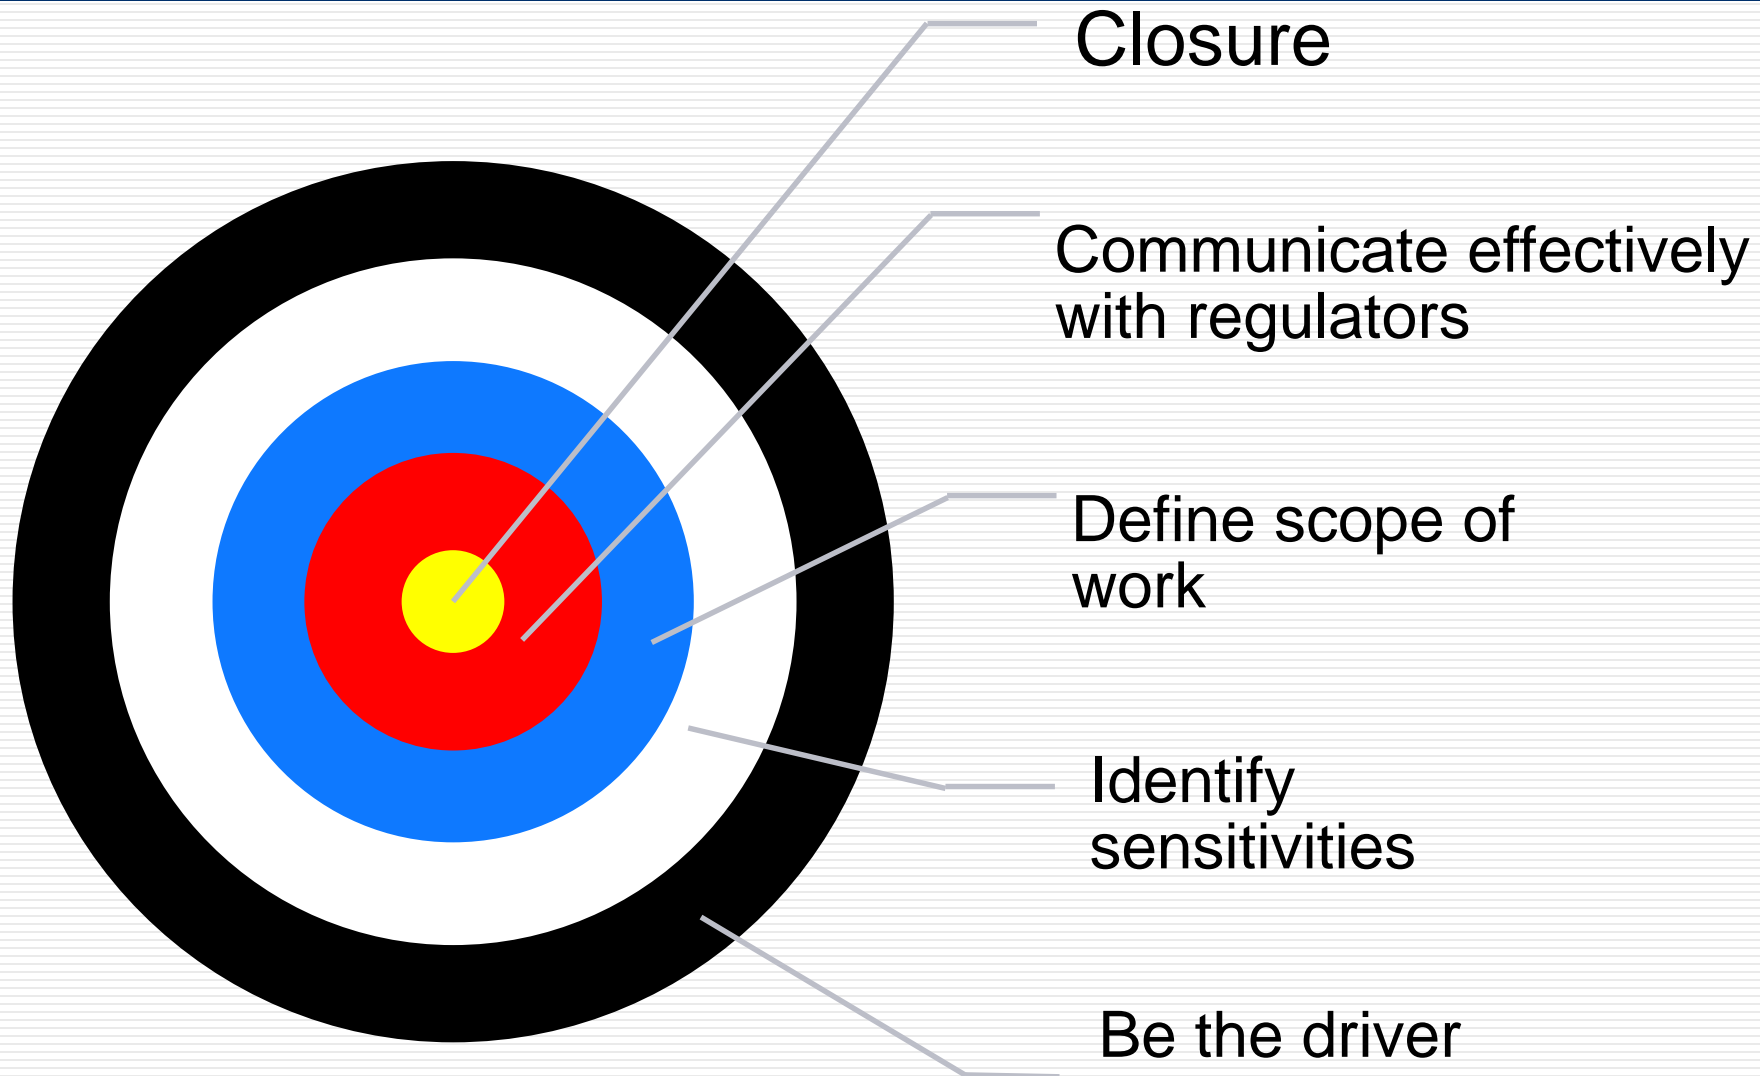 Closure
Communicate effectively
with regulators
Define scope of
work
Identify
sensitivities
Be the driver